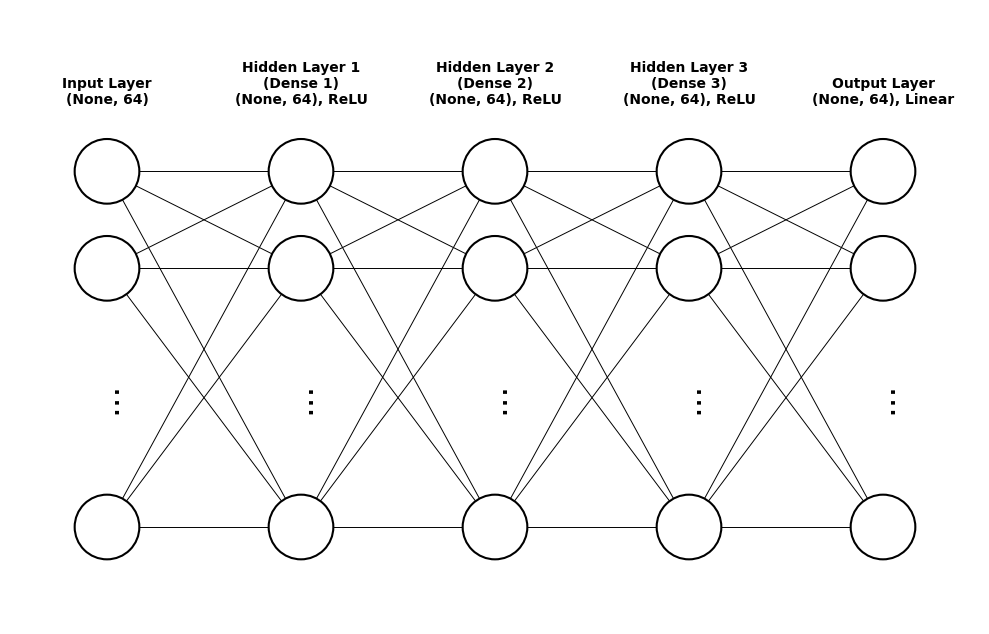 Input Layer
(None, 64)
Hidden Layer 1
(Dense 1)
(None, 64), ReLU
Hidden Layer 2
(Dense 2)
(None, 64), ReLU
Hidden Layer 3
(Dense 3)
(None, 64), ReLU
Output Layer
(None, 64), Linear